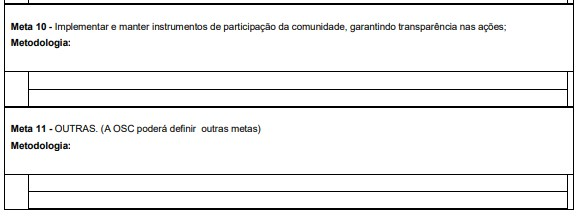 Meta 10 - Implementar e manter instrumentos de participação da comunidade, garantindo transparência nas ações;
Metodologia:
Meta 11 - OUTRAS. (A OSC poderá definir outras metas)
Metodologia: